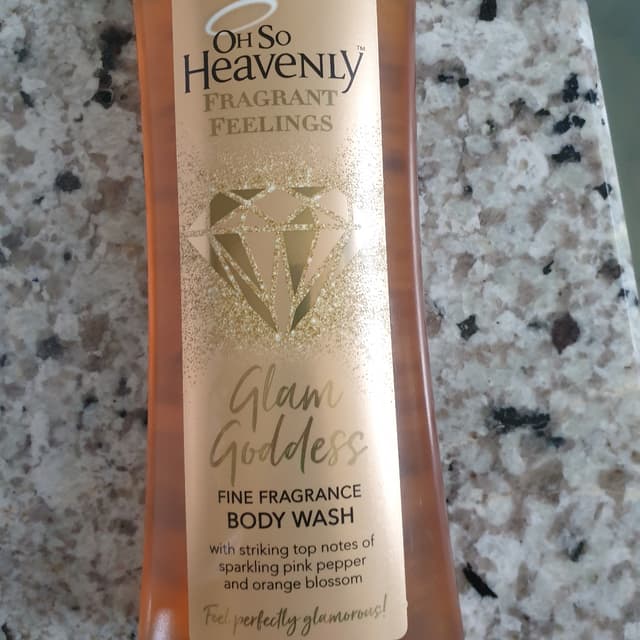 OH SO
HEAVENLY™
FRAGRANT
FEELINGS
Glam
Goddess
FINE FRAGRANCE
BODY WASH
with striking top notes of
sparkling pink pepper
and orange blossom
Feel perfectly glamorous!